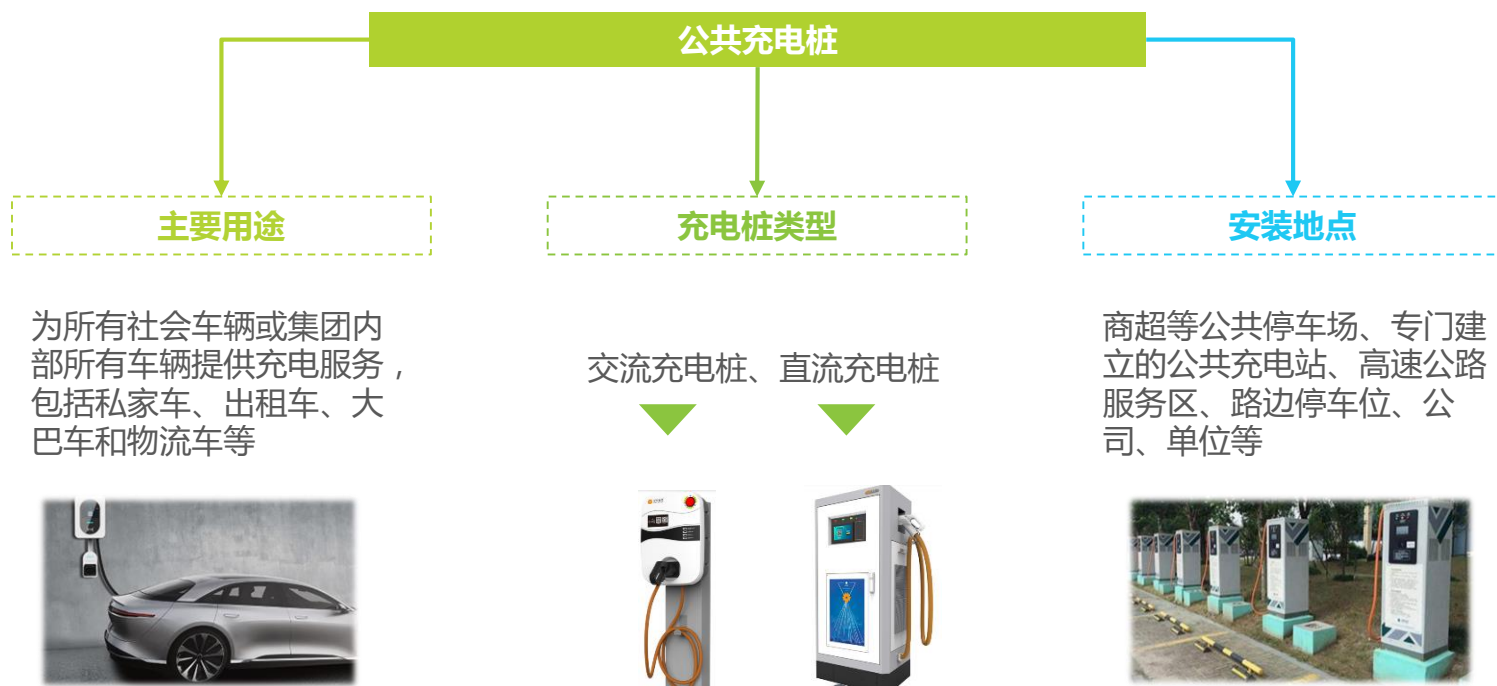 公共充电桩
主要用途
充电桩类型
安装地点
为所有社会车辆或集团内
部所有车辆提供充电服务，
包括私家车、出租车、大
巴车和物流车等
交流充电桩、直流充电桩
商超等公共停车场、专门建
立的公共充电站、高速公路
服务区、路边停车位、公
司、单位等